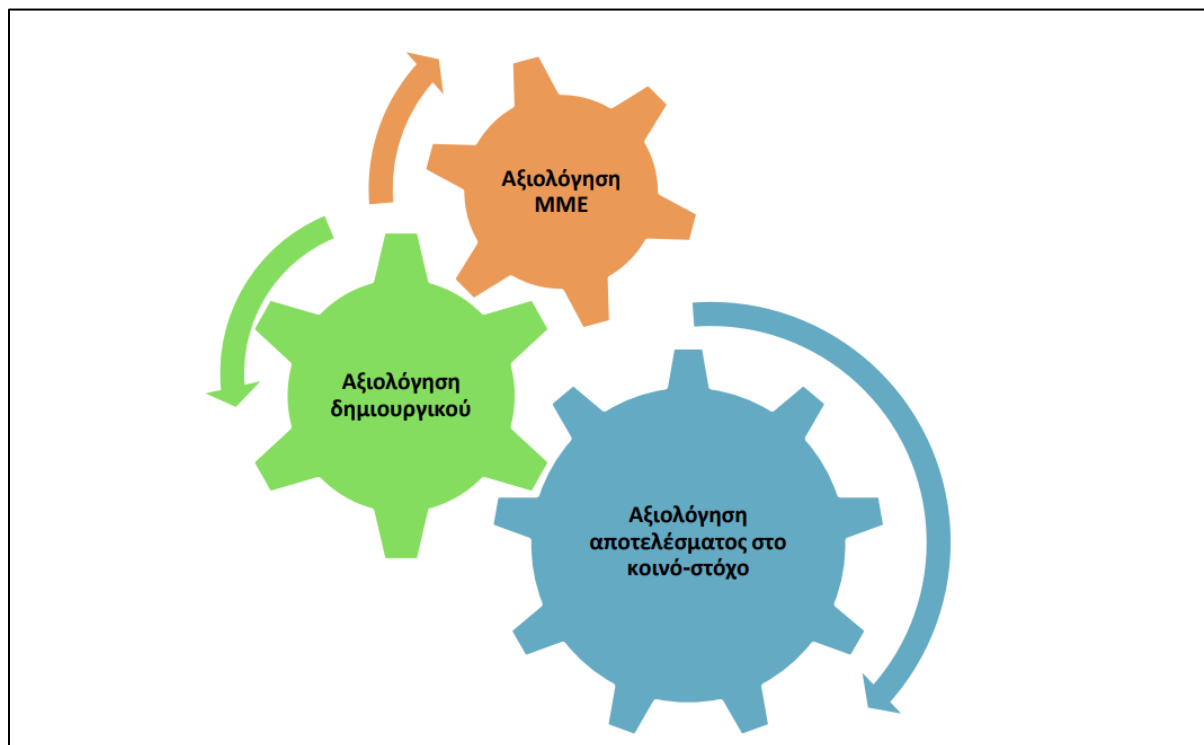 Αξιολόγηση
ΜΜΕ
Αξιολόγηση
δημιουργικού
Αξιολόγηση
αποτελέσματος στο
κοινό-στόχο